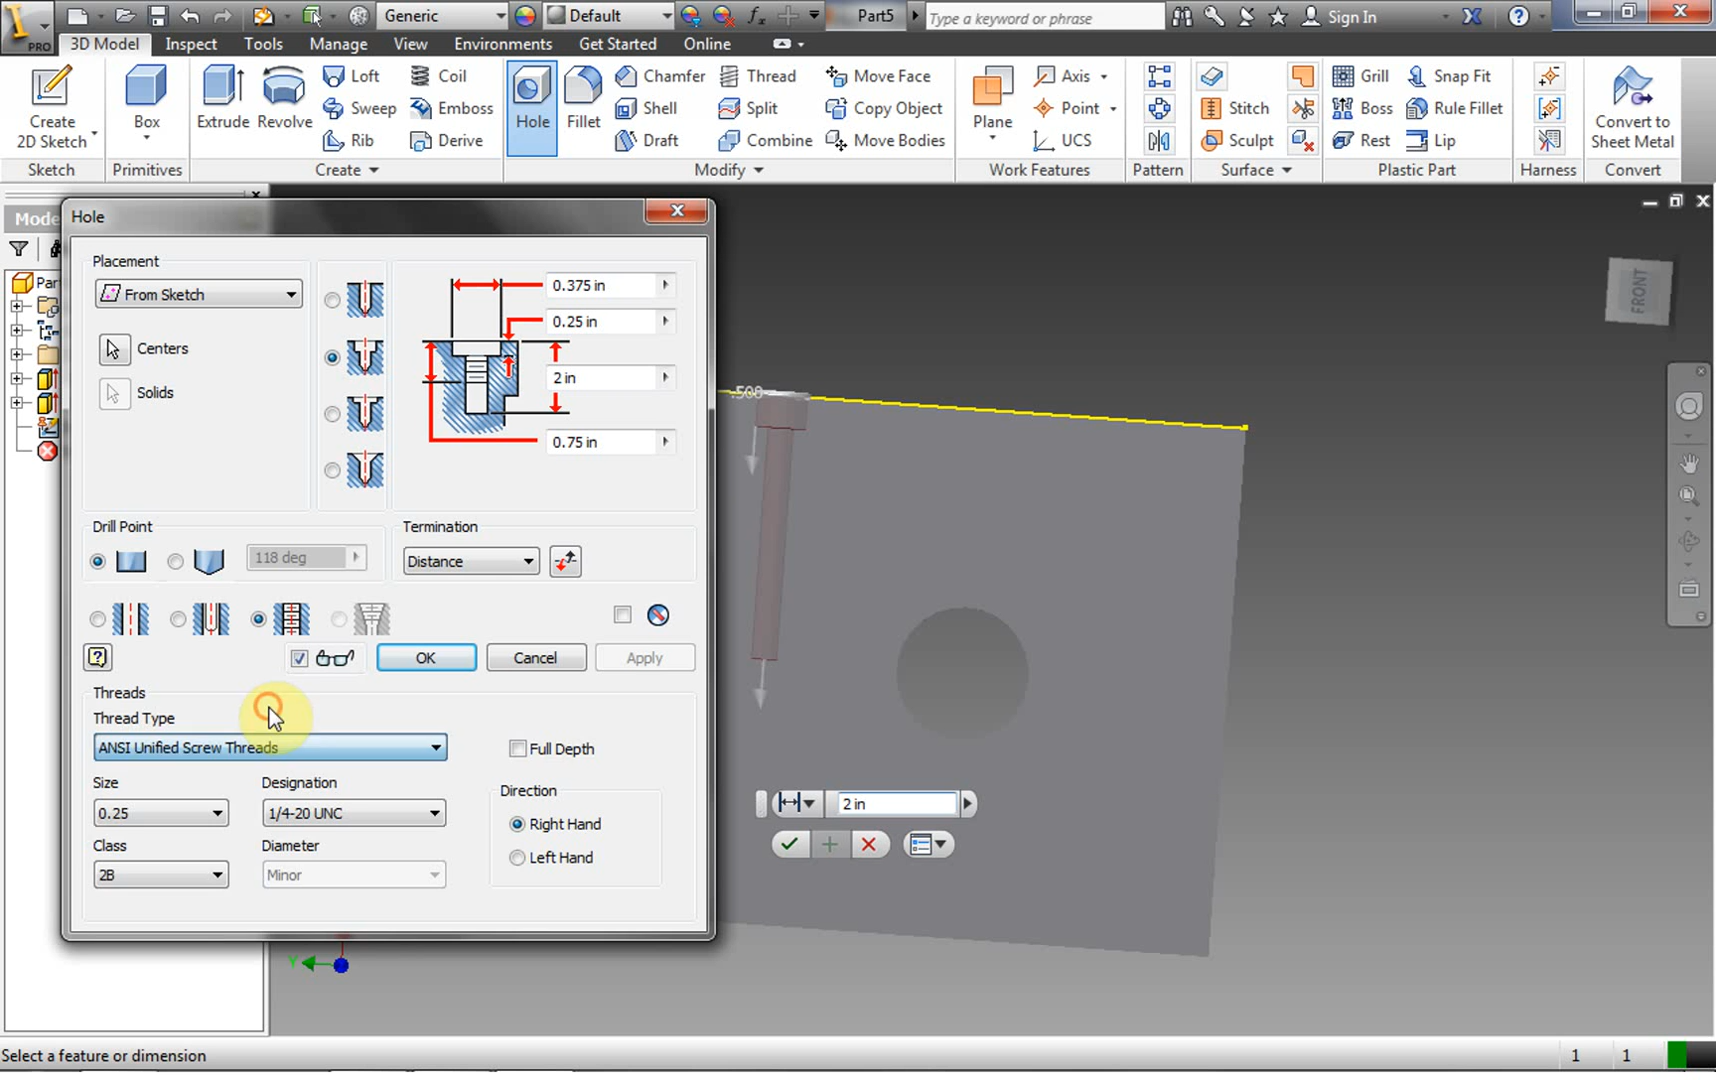 Generic
Default
fx
Part5
Type a keyword or phrase
Sign In
PRO
3D Model
Inspect
Tools
Manage
View
Environments
Get Started
Online
Create
2D Sketch
Box
Extrude
Revolve
Loft
Sweep
Rib
Coil
Emboss
Derive
Hole
Fillet
Chamfer
Shell
Draft
Thread
Split
Combine
Move Face
Copy Object
Move Bodies
Plane
Axis
Point
UCS
Stitch
Sculpt
Grill
Boss
Rest
Snap Fit
Rule Fillet
Lip
Convert to
Sheet Metal
Sketch
Primitives
Create
Modify
Work Features
Pattern
Surface
Plastic Part
Harness
Convert
Mode
Par
Hole
Placement
From Sketch
Centers
Solids
0.375 in
0.25 in
2 in
0.75 in
Drill Point
118 deg
Termination
Distance
OK
Cancel
Apply
Threads
Thread Type
ANSI Unified Screw Threads
Full Depth
Size
Designation
0.25
1/4-20 UNC
Class
Diameter
2B
Minor
Direction
Right Hand
Left Hand
.500
FRONT
2 in
Y
Select a feature or dimension
1
1